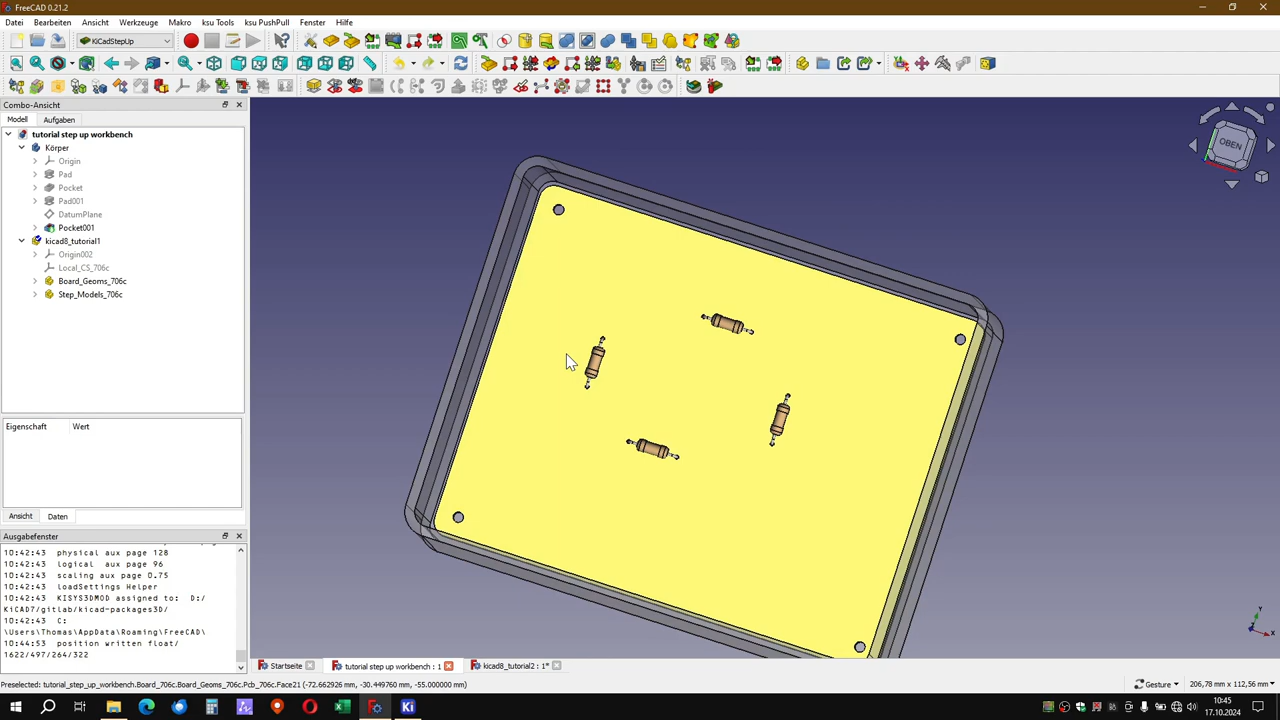 FreeCAD 0.21.2
Datei Bearbeiten Ansicht Werkzeuge Makro ksu Tools ksu PushPull Fenster Hilfe
KiCadStepUp
Combo-Ansicht
Modell Aufgaben
tutorial step up workbench
Körper
Origin
Pad
Pocket
Pad001
DatumPlane
Pocket001
kicad8_tutorial1
Origin002
Local_CS_706c
Board_Geoms_706c
Step_Models_706c
OBEN
Eigenschaft Wert
Ansicht Daten
Ausgabefenster
10:42:43 physical aux page 128
10:42:43 logical aux page 96
10:42:43 scaling aux page 0.75
10:42:43 loadSettings Helper
10:42:43 KISYS3DMOD assigned to: D:/
KiCAD7/gitlab/kicad-packages3D/
10:42:43 C:
\Users\Thomas\AppData\Roaming\FreeCAD\
10:44:53 position written float/
1622/497/264/322
Startseite tutorial step up workbench : 1 kicad8_tutorial2 : 1*
Preselected: tutorial_step_up_workbench.Board_706c.Board_Geoms_706c.Pcb_706c.Face21 (-72.662926 mm, -30.449760 mm, -55.000000 mm)
Gesture 206,78 mm x 112,56 mm
Ki
10:45
17.10.2024